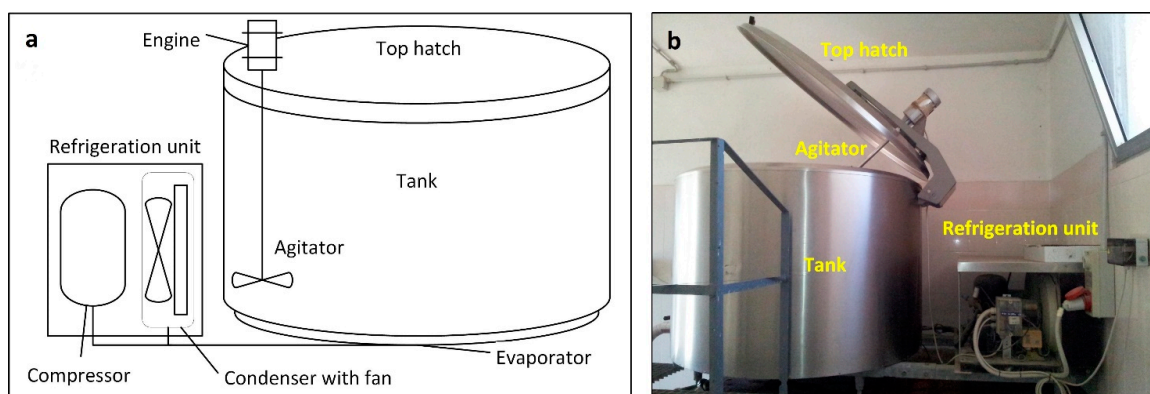 a
Engine
Top hatch
Refrigeration unit
Tank
Agitator
Compressor
Condenser with fan
Evaporator
b
Top hatch
Agitator
Refrigeration unit
Tank